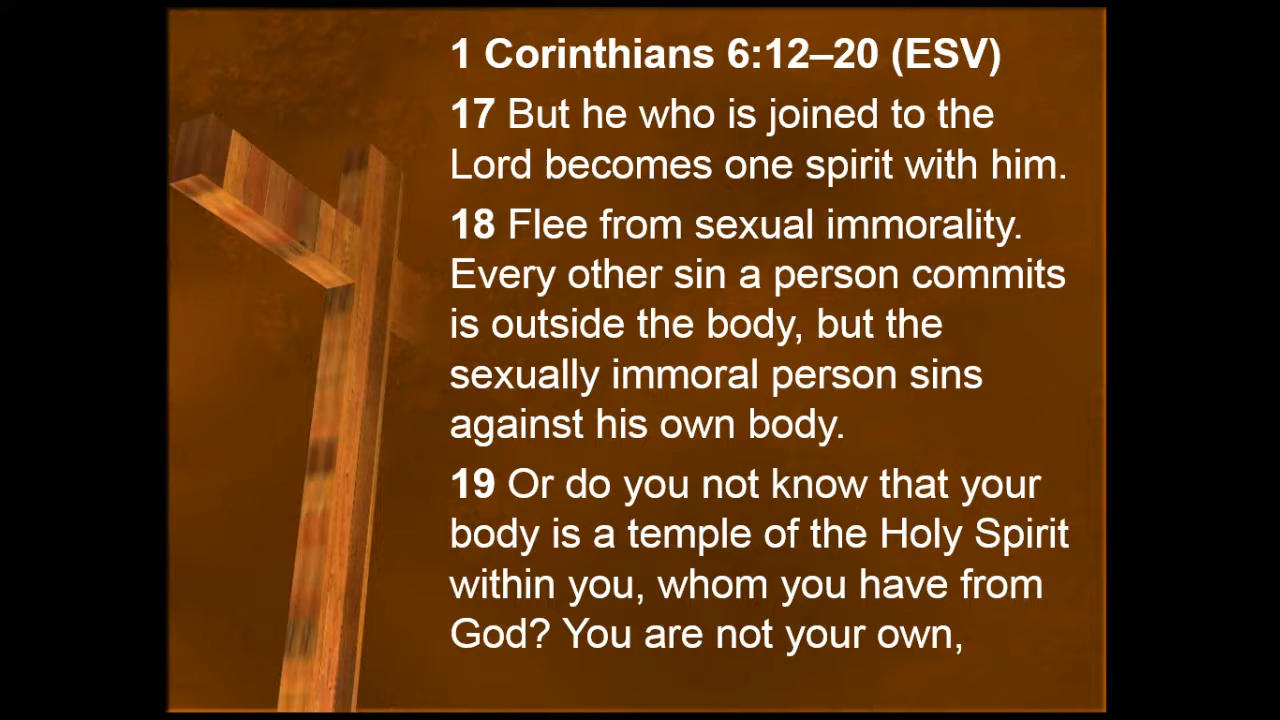 1 Corinthians 6:12–20 (ESV)
17 But he who is joined to the
Lord becomes one spirit with him.
18 Flee from sexual immorality.
Every other sin a person commits
is outside the body, but the
sexually immoral person sins
against his own body.
19 Or do you not know that your
body is a temple of the Holy Spirit
within you, whom you have from
God? You are not your own,